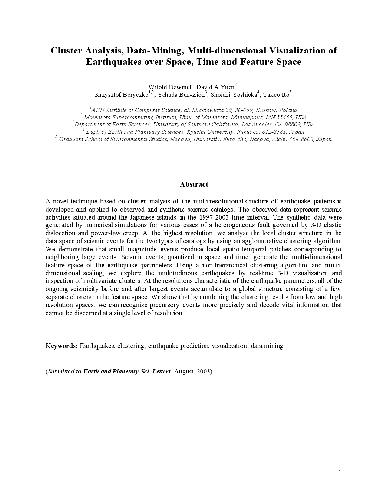 Cluster Analysis, Data-Mining, Multi-dimensional Visualization of
Earthquakes over Space, Time and Feature Space
Witold Dzwinel, David A. Yuen
Krzysztof Boryczko, Yehuda Ben-Zion, Shoichi Yoshioka, Takeo Ito
Abstract
A novel technique based on cluster analysis of the multi-resolutional structure of earthquake patterns is
developed and applied to observed and synthetic seismic catalogs. The observed data represent seismic
activities situated around the Japanese islands in the 1997-2003 time interval. The synthetic data were
generated by numerical simulations for various cases of a heterogeneous fault governed by 3-D elastic
dislocation and power-law creep. At the highest resolution, we analyze the local cluster structure in the
data space of seismic events for the two types of catalogs by using an agglomerative clustering algorithm.
We demonstrate that small magnitude events produce local spatio-temporal patches corresponding to
neighboring large events. Seismic events, quantized in space and time, generate the multi-dimensional
feature space of the earthquake parameters. Using a non-hierarchical clustering algorithm and multi-
dimensional scaling, we explore the multitudinous earthquakes by real-time 3-D visualization and
inspection of multivariate clusters. At the resolutions characteristic of the earthquake parameters, all of the
ongoing seismicity before and after largest events accumulate to a global structure consisting of a few
separate clusters in the feature space. We show that by combining the clustering results from low and high
resolution spaces, we can recognize precursory events more precisely and decode vital information that
cannot be discerned at a single level of resolution.
Keywords: Earthquakes, clustering, earthquake prediction, visualization, data mining
(Submitted to Earth and Planetary Sci. Letters, August, 2003)